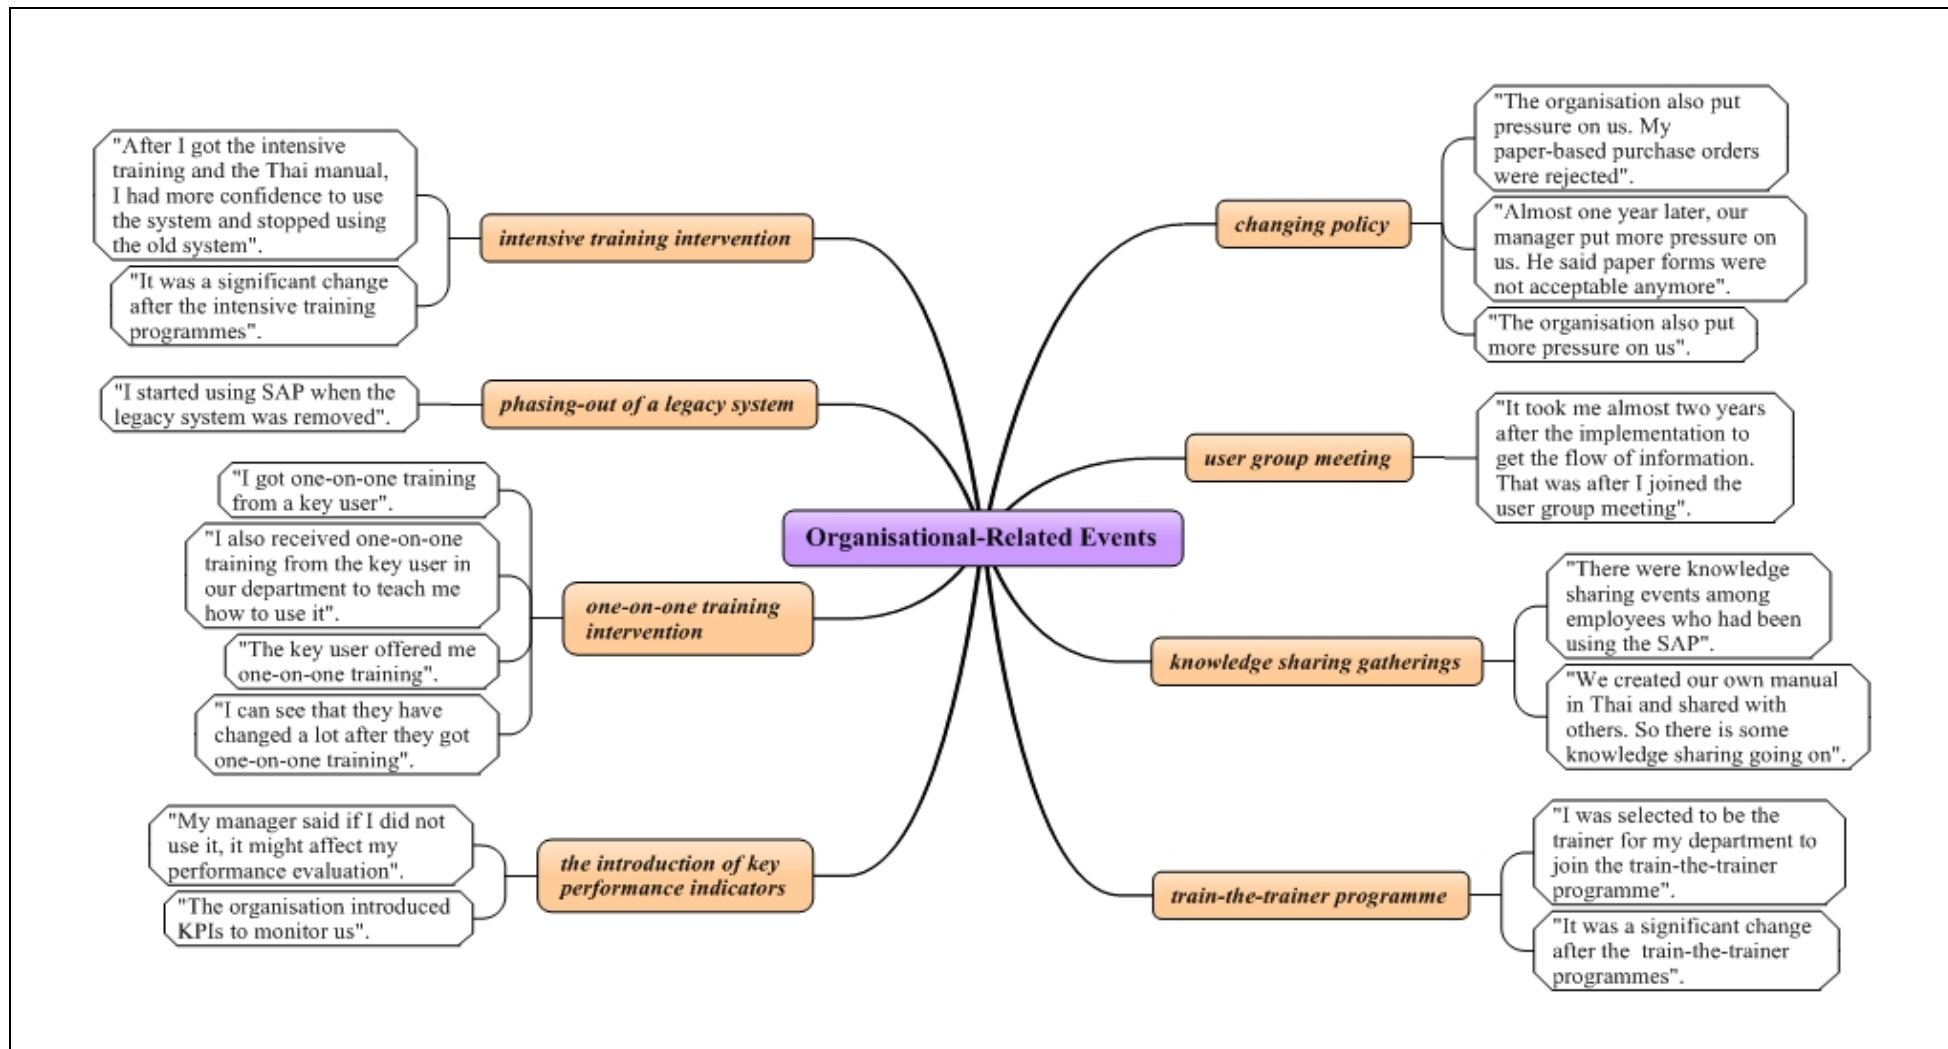 "After I got the intensive
training and the Thai manual,
I had more confidence to use
the system and stopped using
the old system".
"It was a significant change
after the intensive training
programmes".
intensive training intervention
"I started using SAP when the
legacy system was removed".
phasing-out of a legacy system
"I got one-on-one training
from a key user".
"I also received one-on-one
training from the key user in
our department to teach me
how to use it".
"The key user offered me
one-on-one training".
"I can see that they have
changed a lot after they got
one-on-one training".
one-on-one training
intervention
"My manager said if I did not
use it, it might affect my
performance evaluation".
"The organisation introduced
KPIs to monitor us".
the introduction of key
performance indicators
Organisational-Related Events
changing policy
"The organisation also put
pressure on us. My
paper-based purchase orders
were rejected".
"Almost one year later, our
manager put more pressure on
us. He said paper forms were
not acceptable anymore".
"The organisation also put
more pressure on us".
user group meeting
"It took me almost two years
after the implementation to
get the flow of information.
That was after I joined the
user group meeting".
knowledge sharing gatherings
"There were knowledge
sharing events among
employees who had been
using the SAP".
"We created our own manual
in Thai and shared with
others. So there is some
knowledge sharing going on".
train-the-trainer programme
"I was selected to be the
trainer for my department to
join the train-the-trainer
programme".
"It was a significant change
after the  train-the-trainer
programmes".